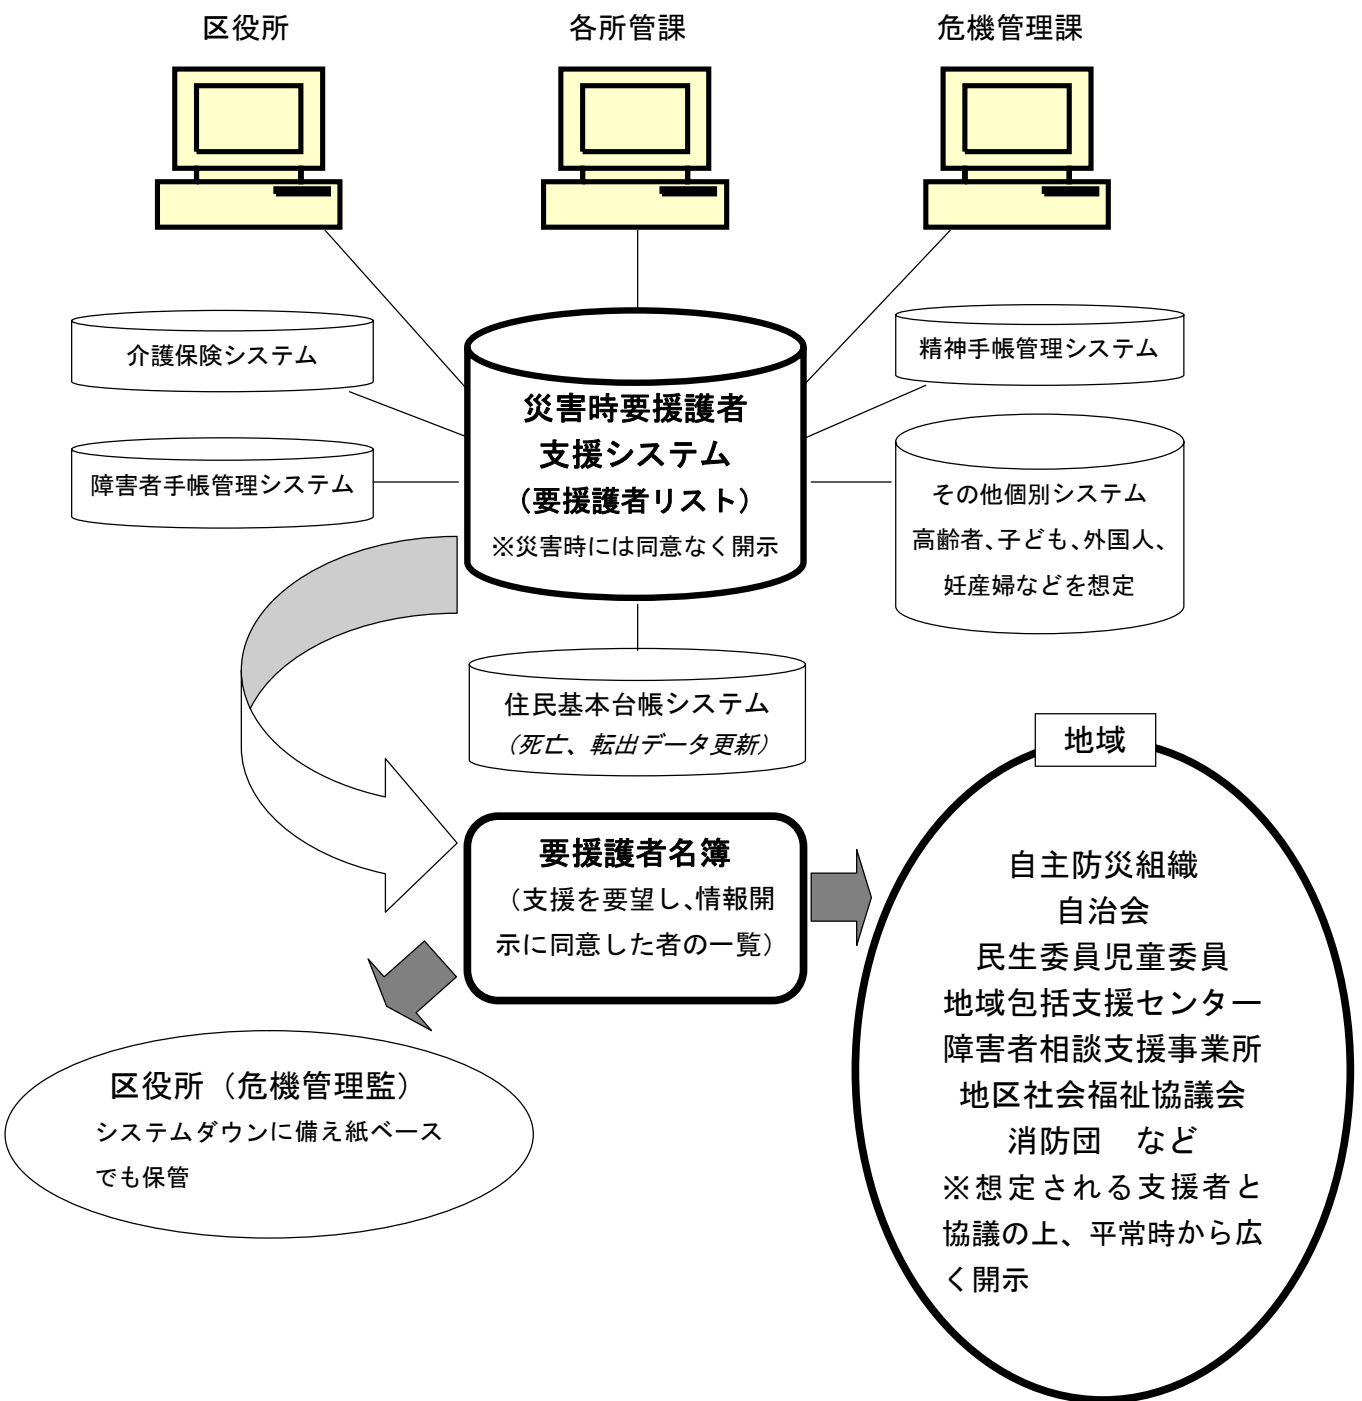 区役所
各所管課
危機管理課
介護保険システム
障害者手帳管理システム
災害時要援護者
支援システム
（要援護者リスト）
※災害時には同意なく開示
精神手帳管理システム
その他個別システム
高齢者、子ども、外国人、
妊産婦などを想定
住民基本台帳システム
（死亡、転出データ更新）
要援護者名簿
（支援を要望し、情報開
示に同意した者の一覧）
区役所（危機管理監）
システムダウンに備え紙ベース
でも保管
地域
自主防災組織
自治会
民生委員児童委員
地域包括支援センター
障害者相談支援事業所
地区社会福祉協議会
消防団　など
※想定される支援者と
協議の上、平常時から広
く開示